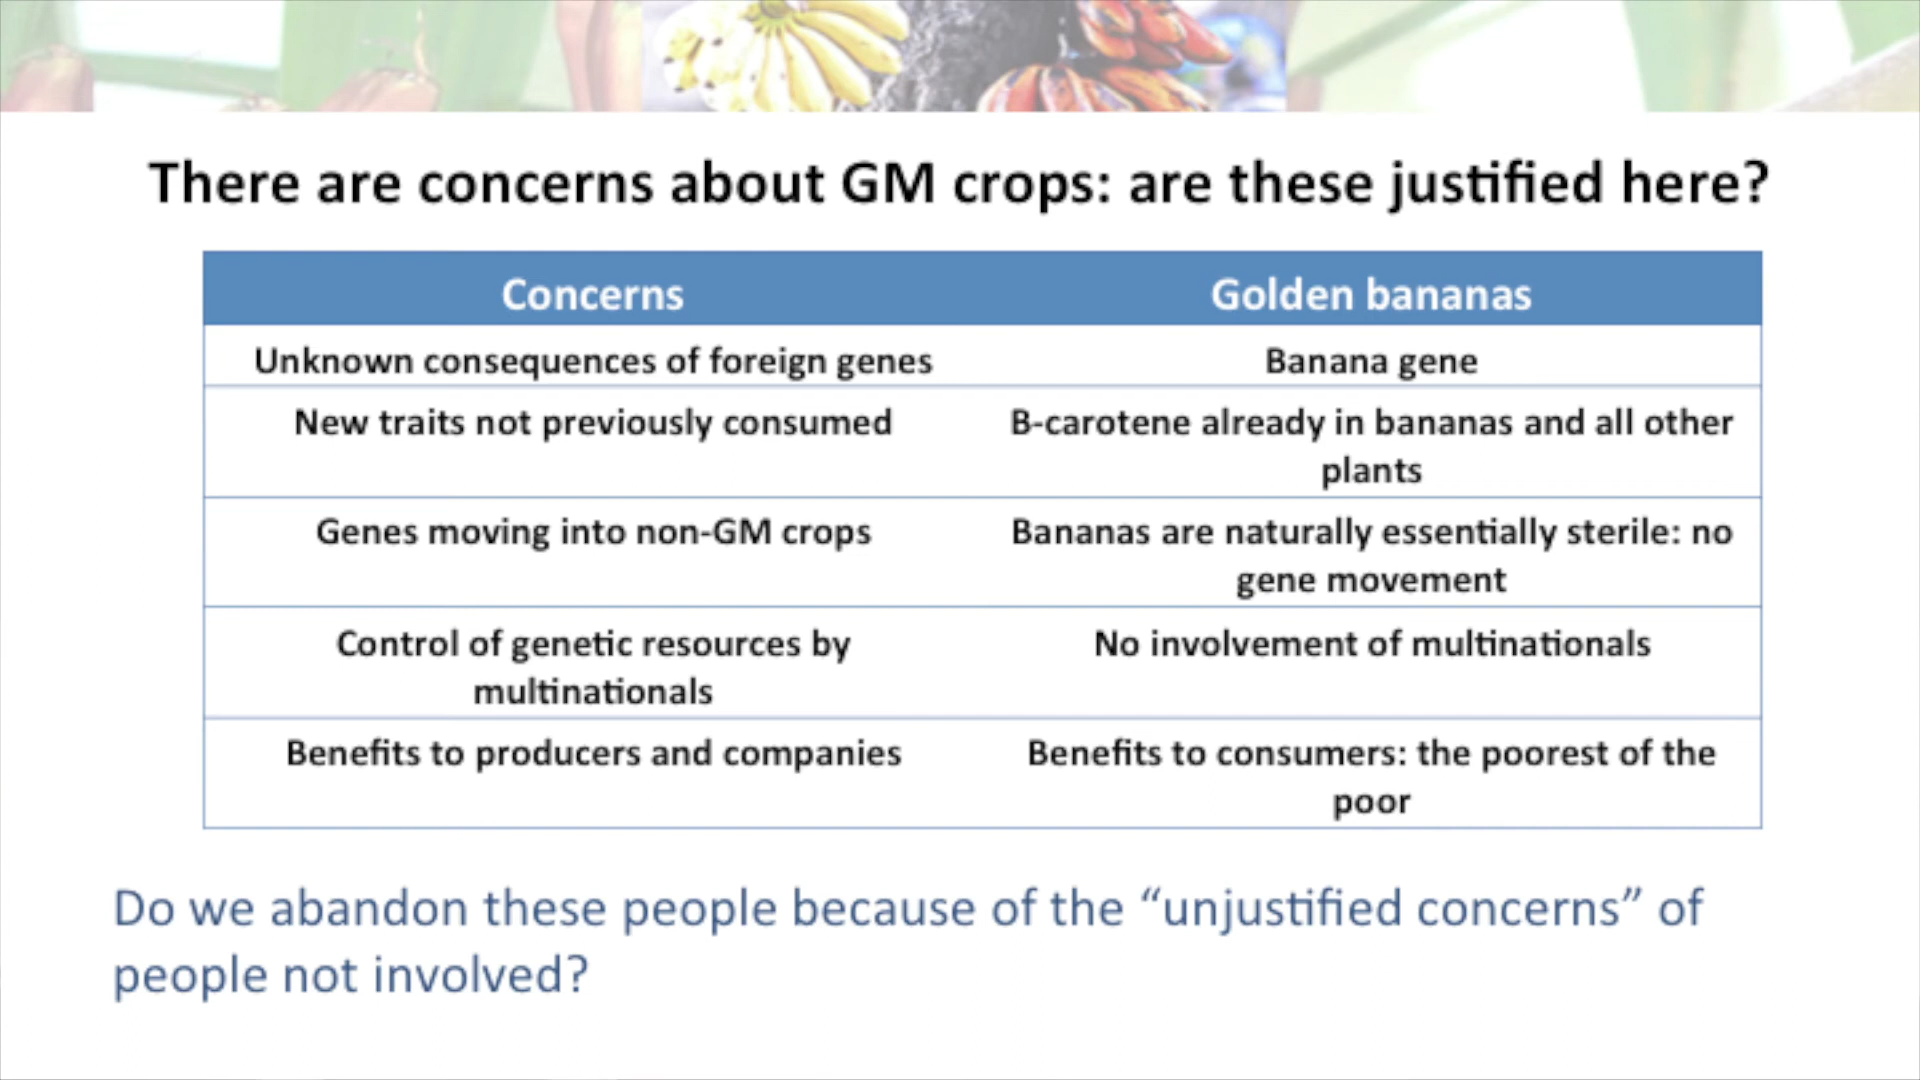 There are concerns about GM crops: are these justified here?
Concerns
Golden bananas
Unknown consequences of foreign genes
Banana gene
New traits not previously consumed
B-carotene already in bananas and all other
plants
Genes moving into non-GM crops
Bananas are naturally essentially sterile: no
gene movement
Control of genetic resources by
multinationals
No involvement of multinationals
Benefits to producers and companies
Benefits to consumers: the poorest of the
poor
Do we abandon these people because of the “unjustified concerns” of
people not involved?